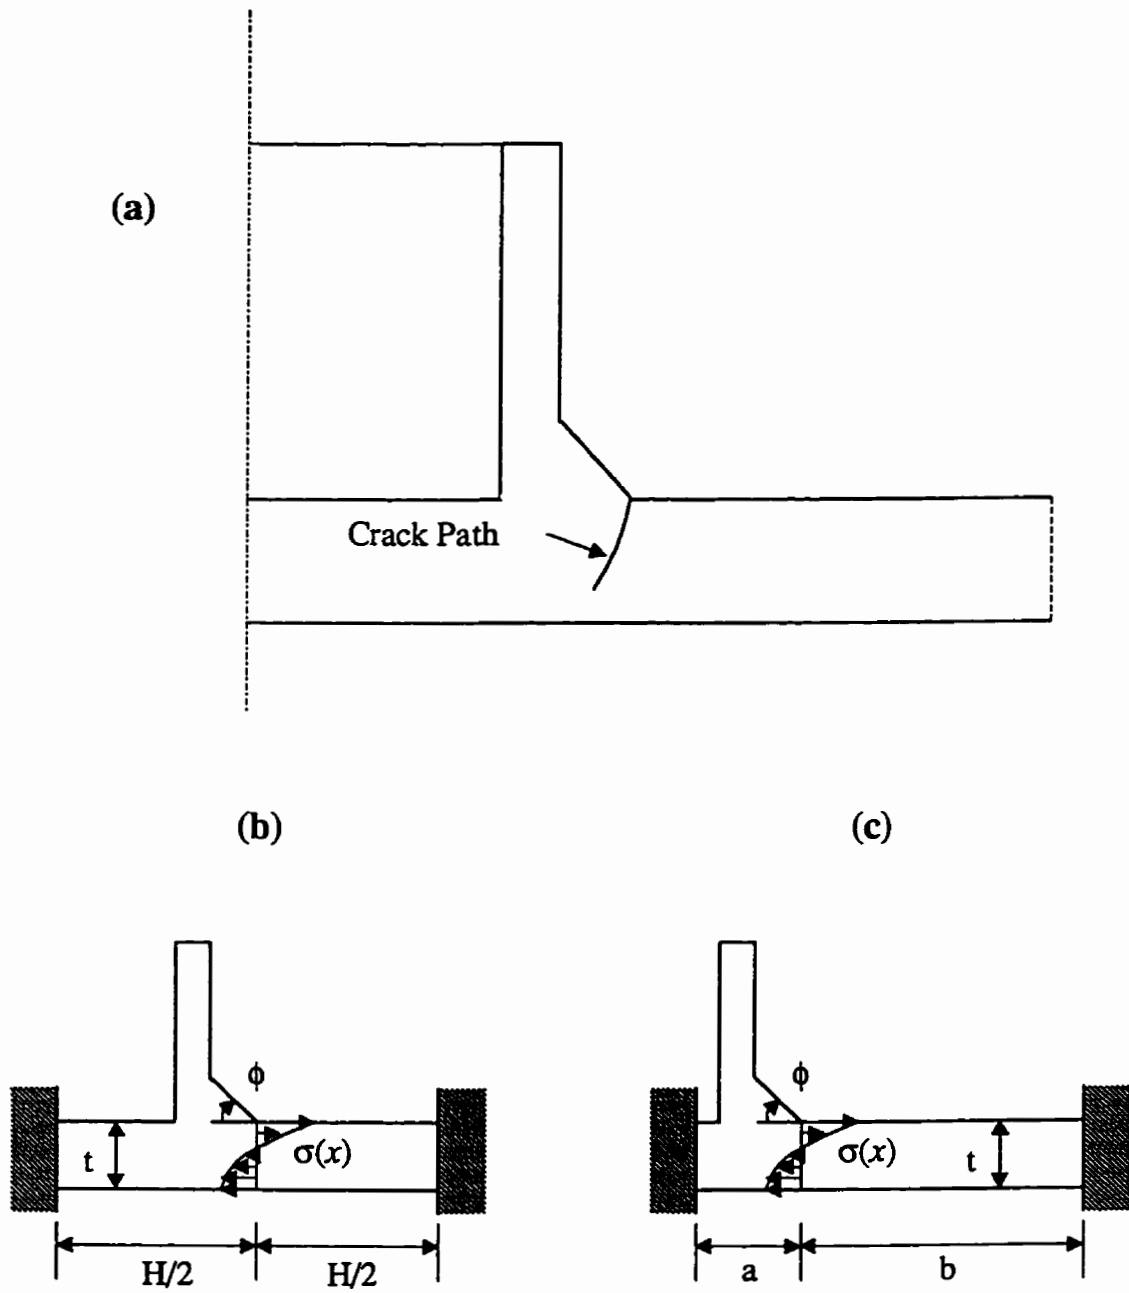 (a)
Crack Path
(b)
(c)
ϕ
σ(x)
t
H/2
H/2
ϕ
σ(x)
t
a
b